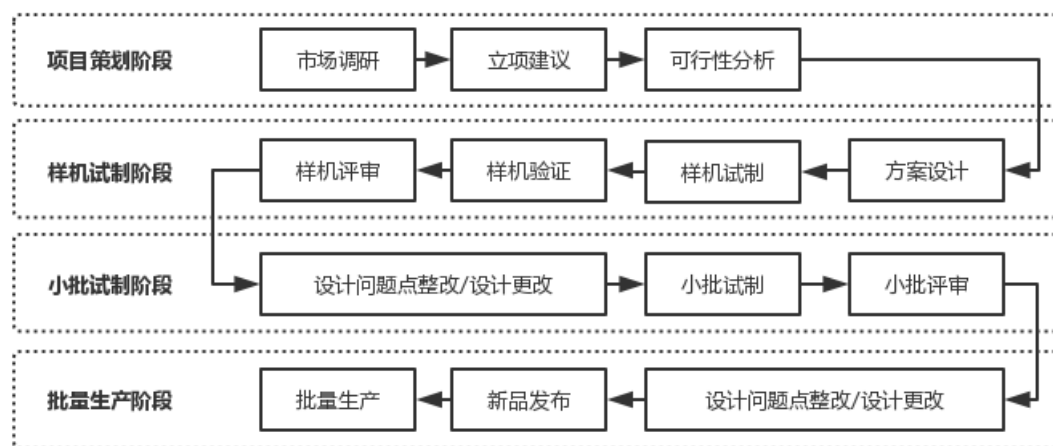 项目策划阶段
市场调研
立项建议
可行性分析
样机试制阶段
样机评审
样机验证
样机试制
方案设计
小批试制阶段
设计问题点整改/设计更改
小批试制
小批评审
批量生产阶段
批量生产
新品发布
设计问题点整改/设计更改